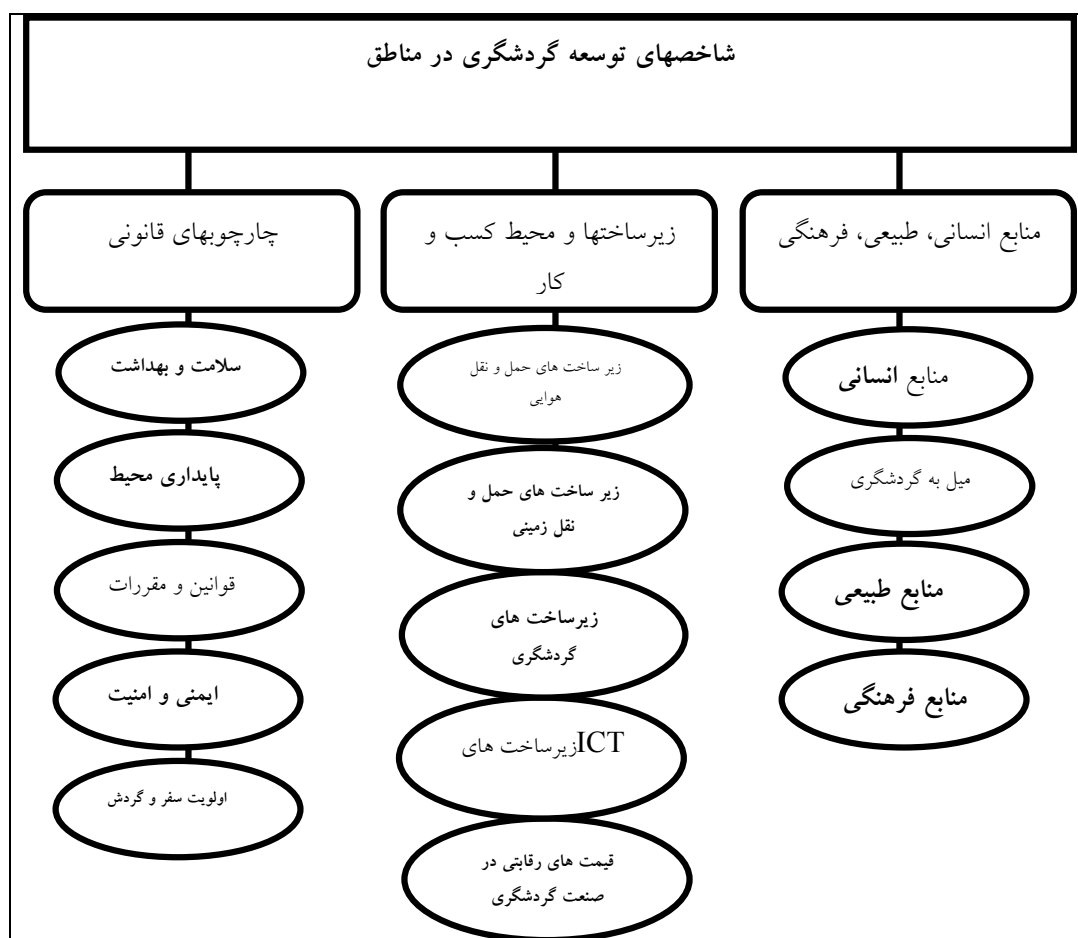 شاخصهای توسعه گردشگری در مناطق
منابع انسانی، طبیعی، فرهنگی
منابع انسانی
میل به گردشگری
منابع طبیعی
منابع فرهنگی
زیرساختها و محیط کسب و
کار
زیر ساخت های حمل و نقل
هوایی
زیر ساخت های حمل و
نقل زمینی
زیرساخت های
گردشگری
ICTزیرساخت های
قیمت های رقابتی در
صنعت گردشگری
چارچوبهای قانونی
سلامت و بهداشت
پایداری محیط
قوانین و مقررات
ایمنی و امنیت
اولویت سفر و گردش